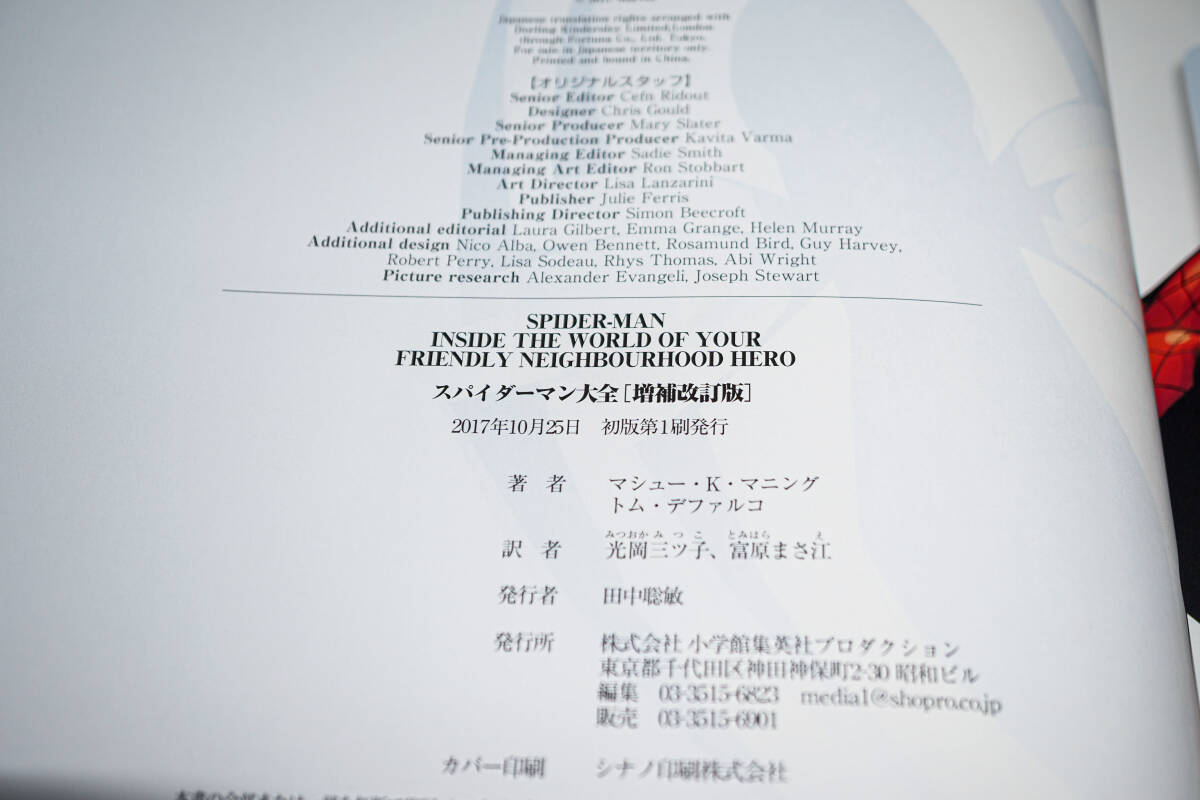 Japanese translation rights arranged with
Dorling Kindersley Limited, London
through Fortuna Co., Ltd. Tokyo.
For sale in Japanese territory only.
Printed and bound in China.
【オリジナルスタッフ】
Senior Editor Cefn Ridout
Designer Chris Gould
Senior Producer Mary Slater
Senior Pre-Production Producer Kavita Varma
Managing Editor Sadie Smith
Managing Art Editor Ron Stobbart
Art Director Lisa Lanzarini
Publisher Julie Ferris
Publishing Director Simon Beecroft
Additional editorial Laura Gilbert, Emma Grange, Helen Murray
Additional design Nico Alba, Owen Bennett, Rosamund Bird, Guy Harvey,
Robert Perry, Lisa Sodeau, Rhys Thomas, Abi Wright
Picture research Alexander Evangeli, Joseph Stewart
SPIDER-MAN
INSIDE THE WORLD OF YOUR
FRIENDLY NEIGHBOURHOOD HERO
スパイダーマン大全[増補改訂版]
2017年10月25日 初版第1刷発行
著者 マシュー・K・マニング
トム・デファルコ
みつおかみつこ とみはら え
訳者 光岡三ツ子、富原まさ江
発行者 田中聡敏
発行所 株式会社 小学館集英社プロダクション
東京都千代田区神田神保町2-30 昭和ビル
編集 03-3515-6823 media1@shopro.co.jp
販売 03-3515-6901
カバー印刷 シナノ印刷株式会社